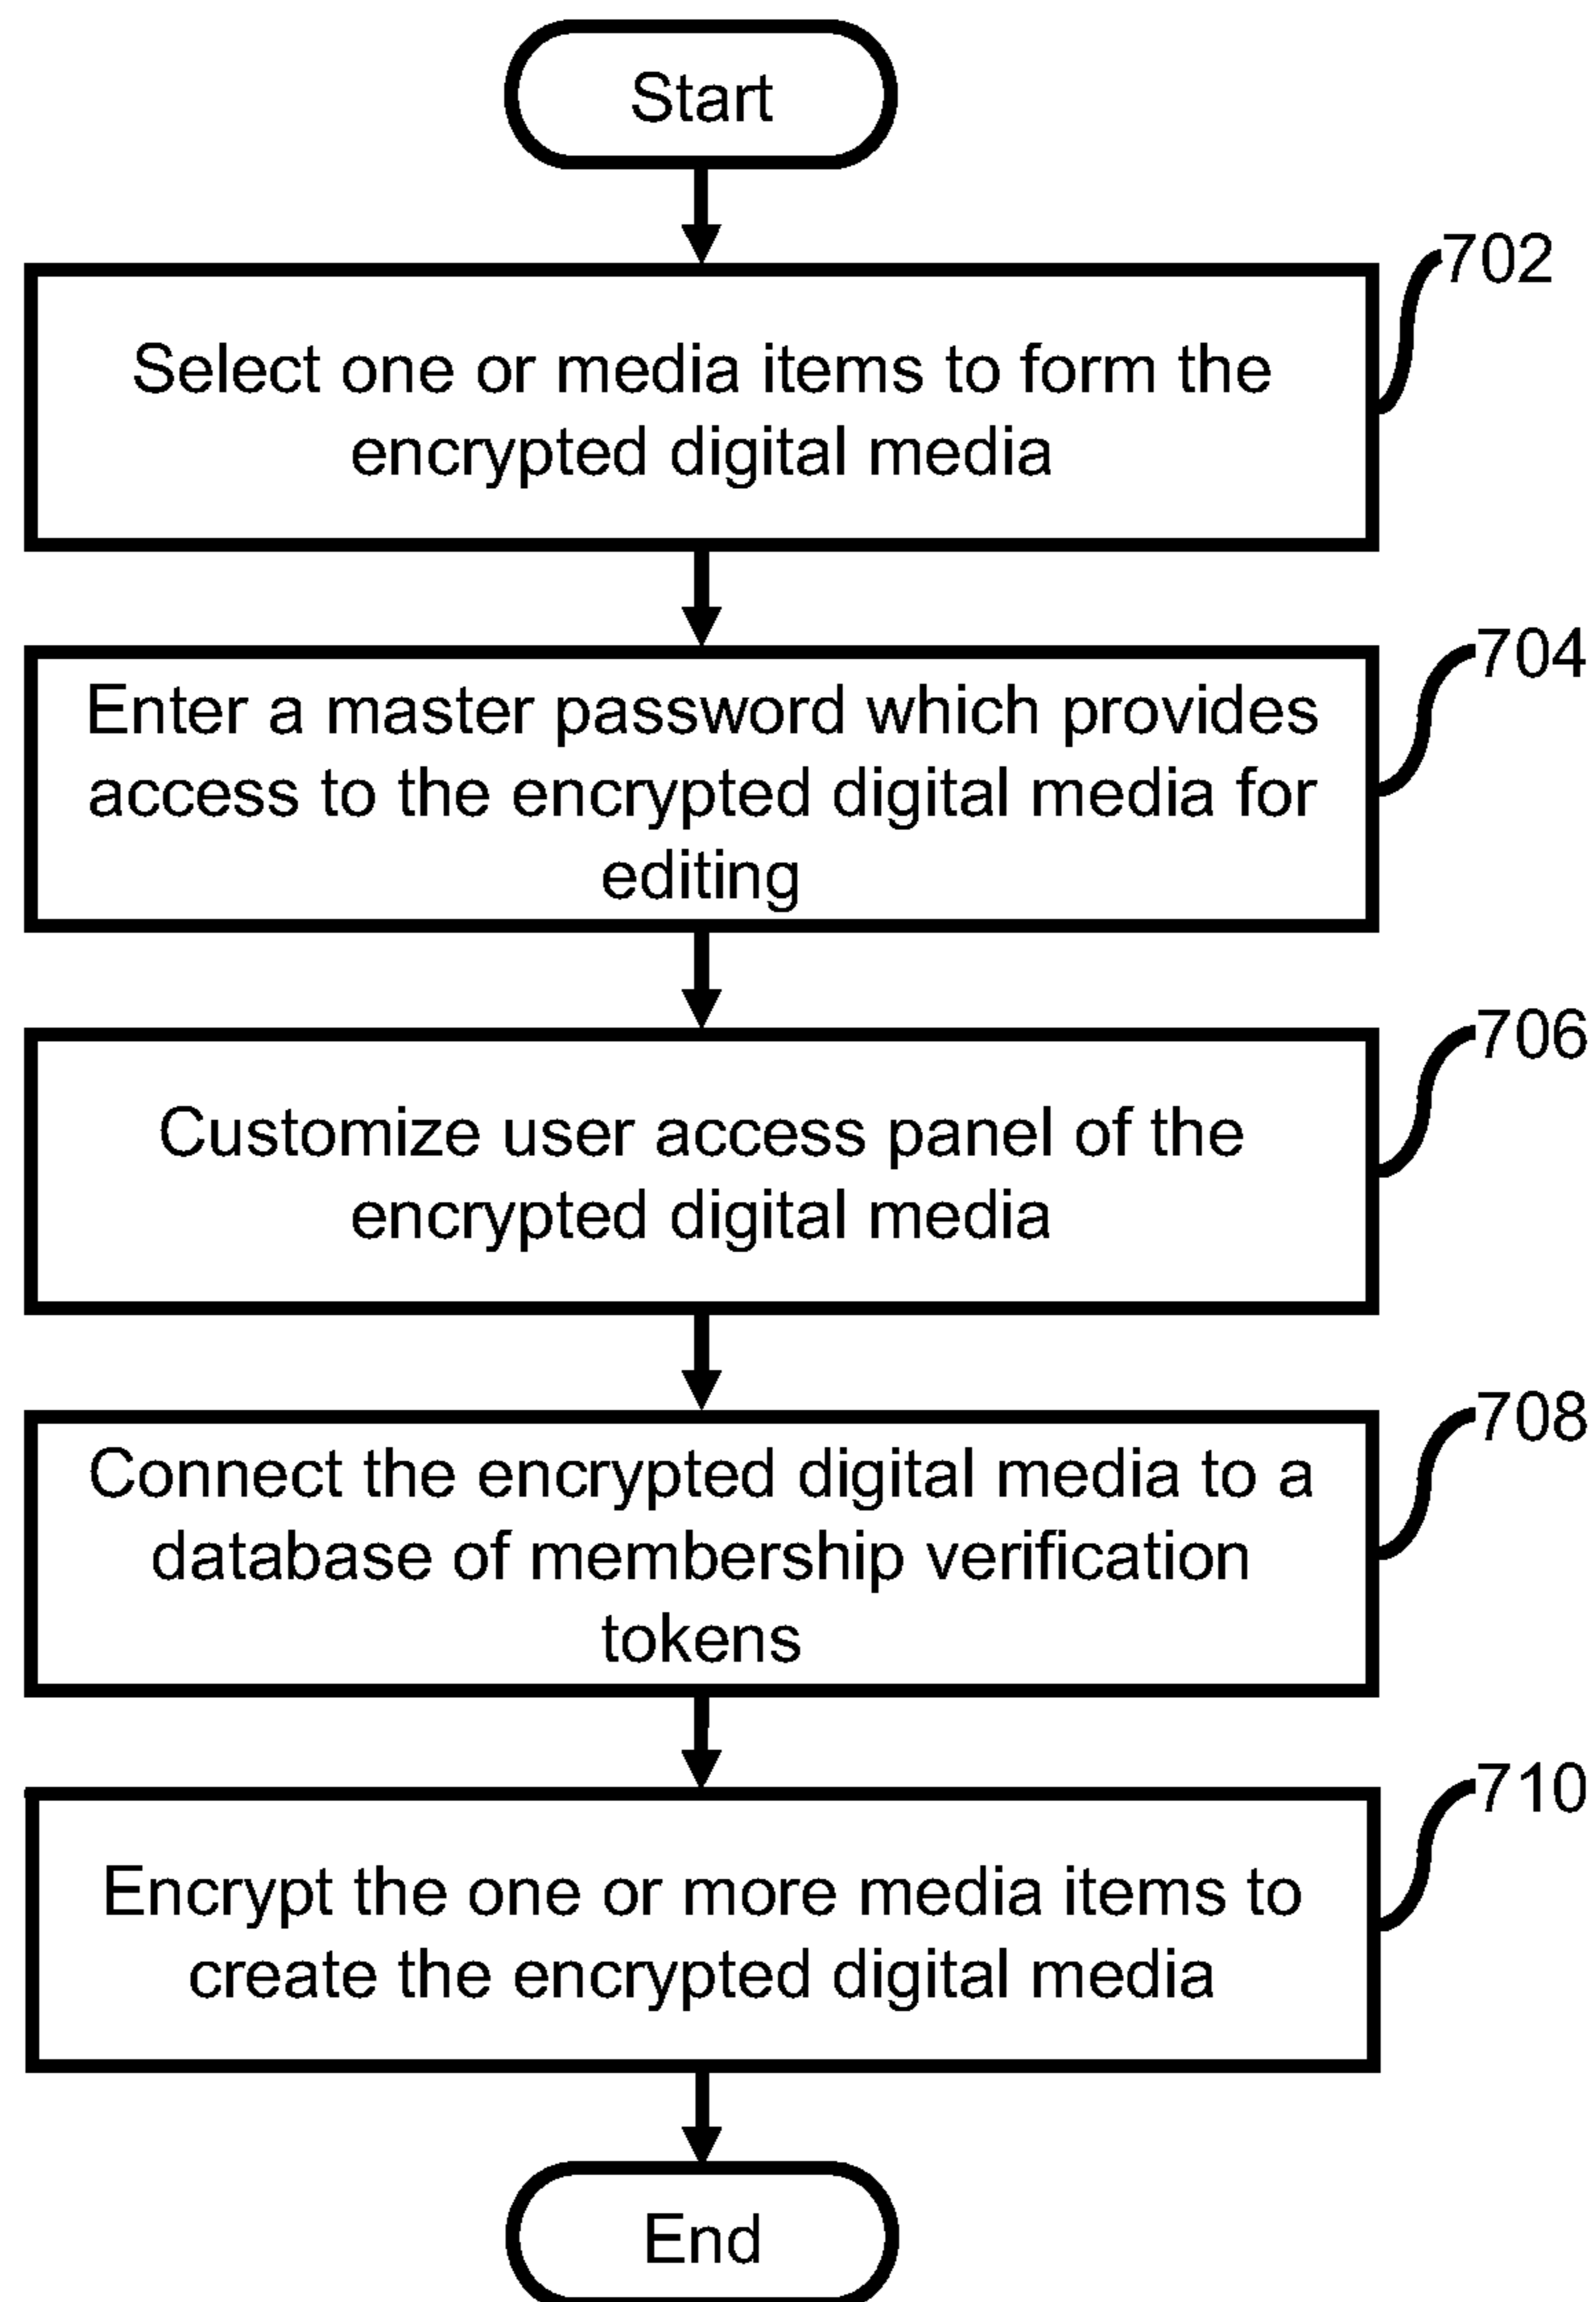 Start
702
Select one or media items to form the
encrypted digital media
704
Enter a master password which provides
access to the encrypted digital media for
editing
706
Customize user access panel of the
encrypted digital media
708
Connect the encrypted digital media to a
database of membership verification
tokens
710
Encrypt the one or more media items to
create the encrypted digital media
End